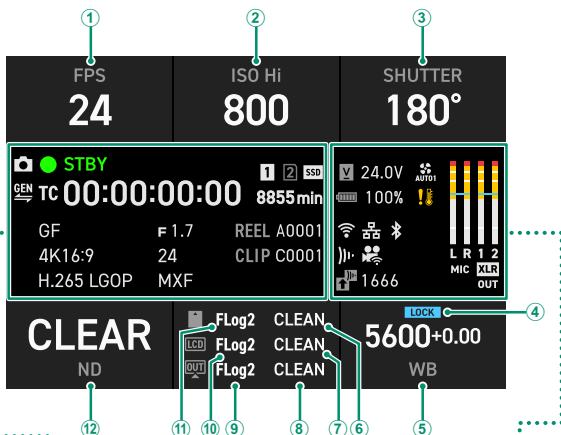 ① ② ③
FPS ISO Hi SHUTTER
24 800 180°
STBY 1 2 SSD
GEN TC 00:00:00:00 8855min
GF F 1.7 REEL A0001
4K16:9 24 CLIP C0001
H.265 LGOP MXF
V 24.0V AUTO1
100%
1666
L R 1 2
MIC XLR
OUT
CLEAR
ND
FLog2 CLEAN
LCD FLog2 CLEAN
OUT FLog2 CLEAN
LOCK ④
5600+0.00
WB
⑫ ⑪ ⑩ ⑨ ⑧ ⑦ ⑥ ⑤